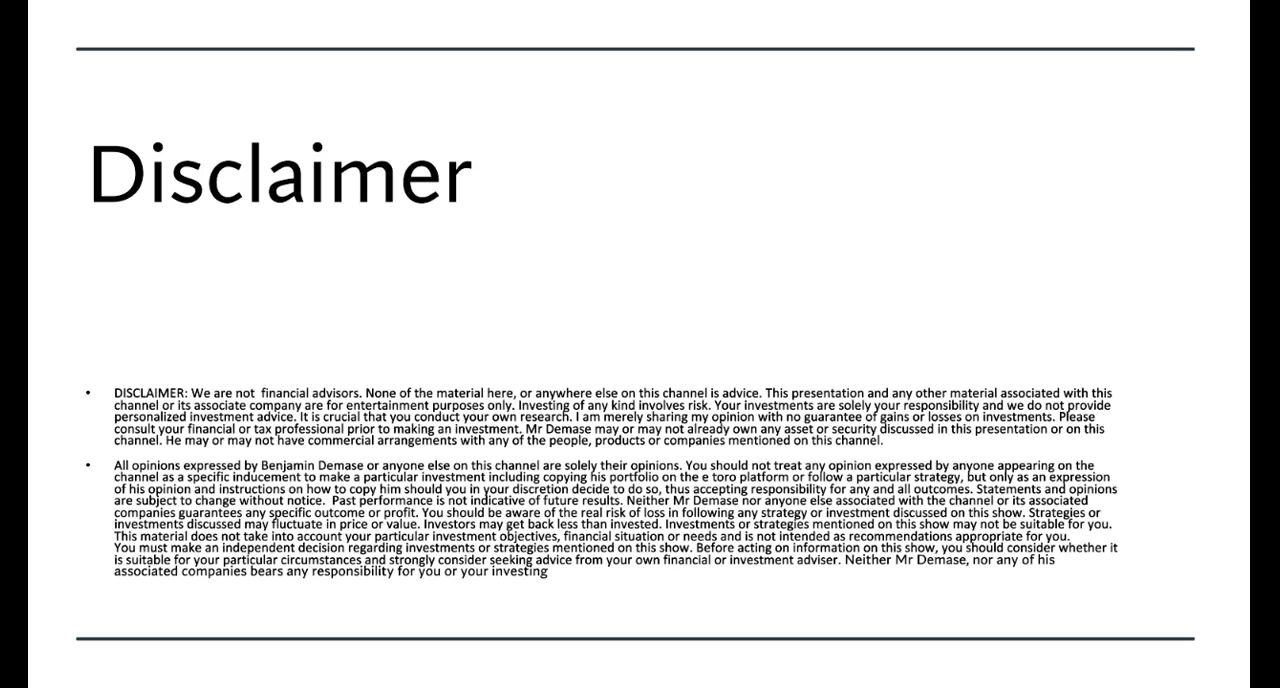 Disclaimer
• DISCLAIMER: We are not  financial advisors. None of the material here, or anywhere else on this channel is advice. This presentation and any other material associated with this
channel or its associate company are for entertainment purposes only. Investing of any kind involves risk. Your investments are solely your responsibility and we do not provide
personalized investment advice. It is crucial that you conduct your own research. I am merely sharing my opinion with no guarantee of gains or losses on investments. Please
consult your financial or tax professional prior to making an investment. Mr Demase may or may not already own any asset or security discussed in this presentation or on this
channel. He may or may not have commercial arrangements with any of the people, products or companies mentioned on this channel.
• All opinions expressed by Benjamin Demase or anyone else on this channel are solely their opinions. You should not treat any opinion expressed by anyone appearing on the
channel as a specific inducement to make a particular investment including copying his portfolio on the e toro platform or follow a particular strategy, but only as an expression
of his opinion and instructions on how to copy him should you in your discretion decide to do so, thus accepting responsibility for any and all outcomes. Statements and opinions
are subject to change without notice.  Past performance is not indicative of future results. Neither Mr Demase nor anyone else associated with the channel or its associated
companies guarantees any specific outcome or profit. You should be aware of the real risk of loss in following any strategy or investment discussed on this show. Strategies or
investments discussed may fluctuate in price or value. Investors may get back less than invested. Investments or strategies mentioned on this show may not be suitable for you.
This material does not take into account your particular investment objectives, financial situation or needs and is not intended as recommendations appropriate for you.
You must make an independent decision regarding investments or strategies mentioned on this show. Before acting on information on this show, you should consider whether it
is suitable for your particular circumstances and strongly consider seeking advice from your own financial or investment adviser. Neither Mr Demase, nor any of his
associated companies bears any responsibility for you or your investing